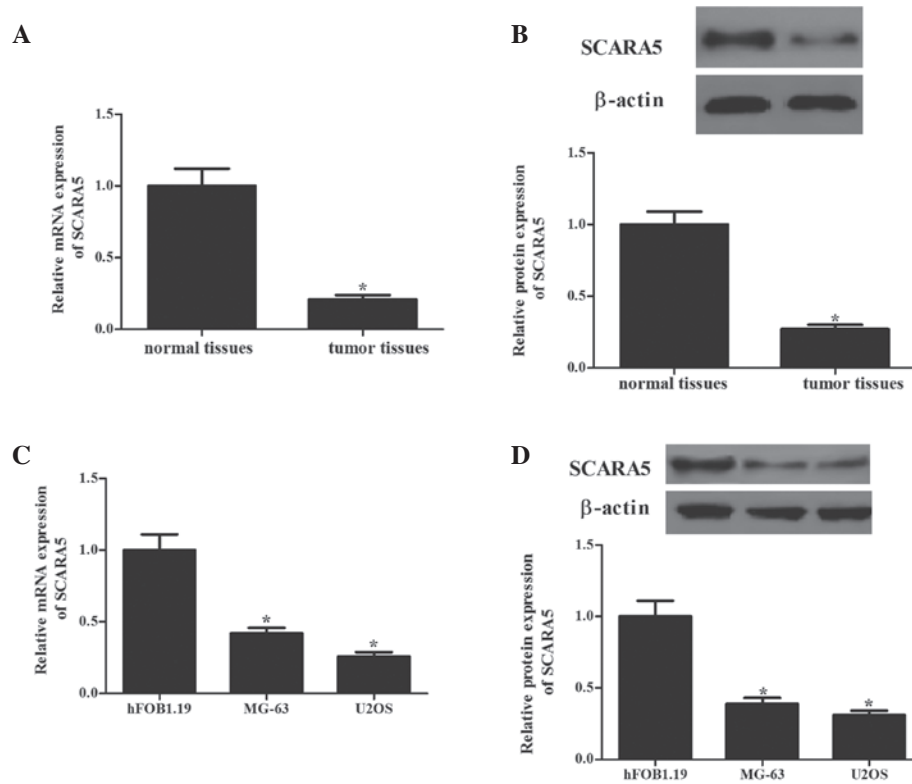 A
Relative mRNA expression
of SCARA5
1.5
1.0
0.5
0.0
*
normal tissues tumor tissues
B
SCARA5
β-actin
Relative protein expression
of SCARA5
1.5
1.0
0.5
0.0
*
normal tissues tumor tissues
C
Relative mRNA expression
of SCARA5
1.5
1.0
0.5
0.0
*
*
hFOB1.19 MG-63 U2OS
D
SCARA5
β-actin
Relative protein expression
of SCARA5
1.5
1.0
0.5
0.0
*
*
hFOB1.19 MG-63 U2OS